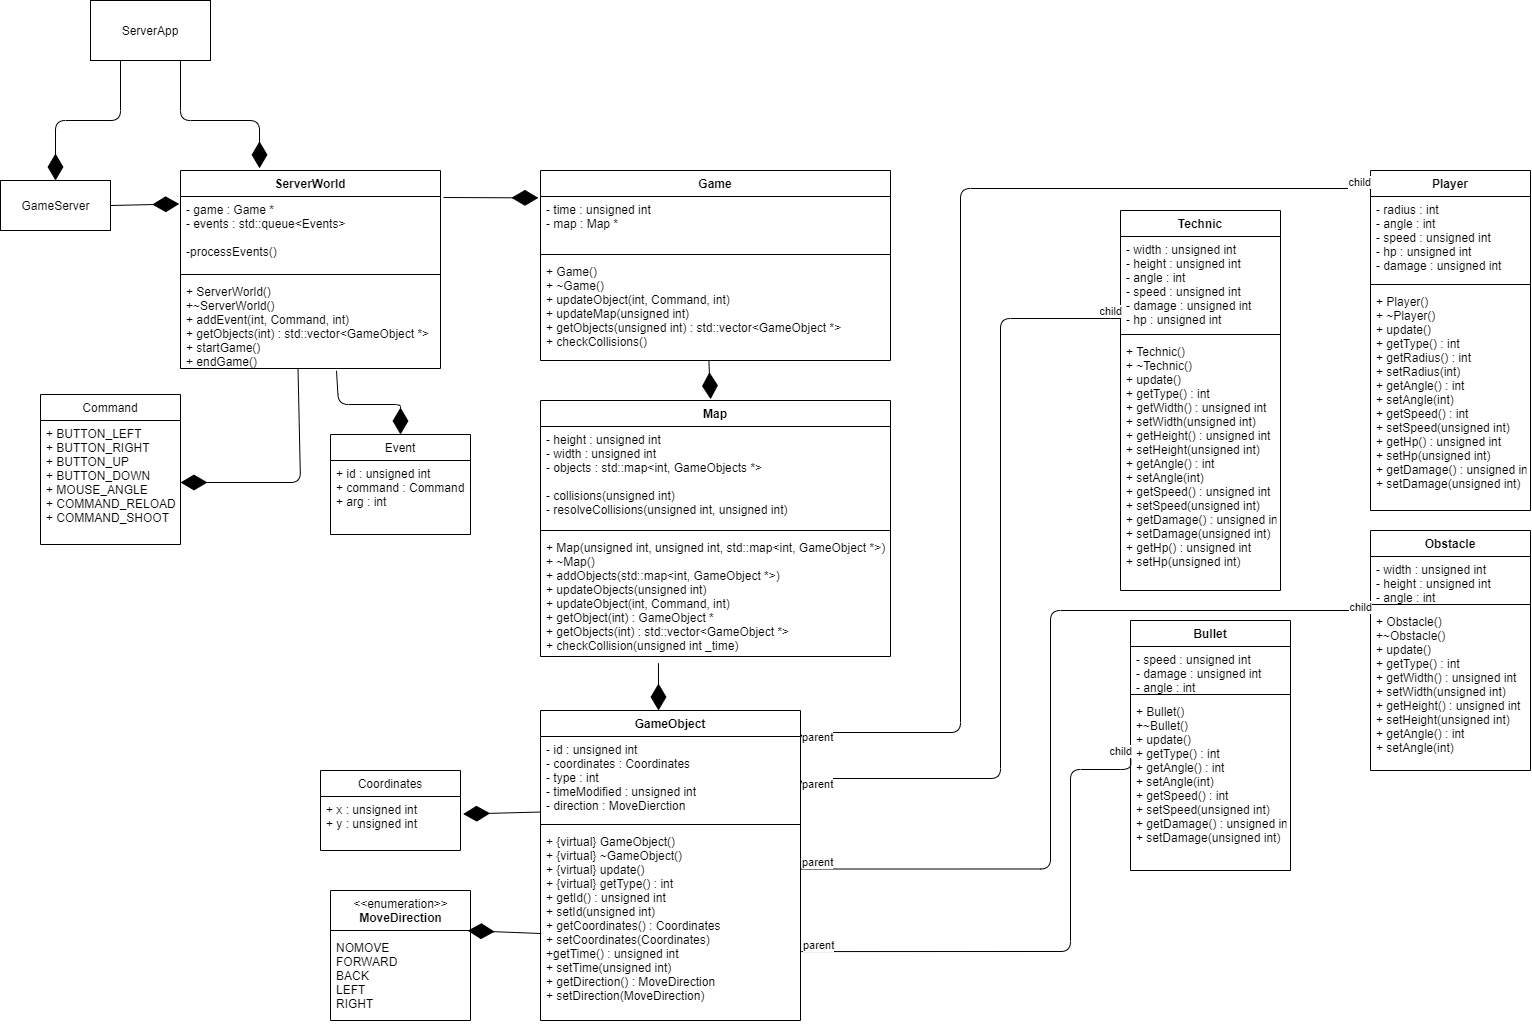 ServerApp
GameServer
ServerWorld
- game : Game *
- events : std::queue<Events>
-processEvents()
+ ServerWorld()
+~ServerWorld()
+ addEvent(int, Command, int)
+ getObjects(int) : std::vector<GameObject *>
+ startGame()
+ endGame()
Game
- time : unsigned int
- map : Map *
+ Game()
+ ~Game()
+ updateObject(int, Command, int)
+ updateMap(unsigned int)
+ getObjects(unsigned int) : std::vector<GameObject *>
+ checkCollisions()
Command
+ BUTTON_LEFT
+ BUTTON_RIGHT
+ BUTTON_UP
+ BUTTON_DOWN
+ MOUSE_ANGLE
+ COMMAND_RELOAD
+ COMMAND_SHOOT
Event
+ id : unsigned int
+ command : Command
+ arg : int
Map
- height : unsigned int
- width : unsigned int
- objects : std::map<int, GameObjects *>
- collisions(unsigned int)
- resolveCollisions(unsigned int, unsigned int)
+ Map(unsigned int, unsigned int, std::map<int, GameObject *>)
+ ~Map()
+ addObjects(std::map<int, GameObject *>)
+ updateObjects(unsigned int)
+ updateObject(int, Command, int)
+ getObject(int) : GameObject *
+ getObjects(int) : std::vector<GameObject *>
+ checkCollision(unsigned int _time)
Coordinates
+ x : unsigned int
+ y : unsigned int
<<enumeration>>
MoveDirection
NOMOVE
FORWARD
BACK
LEFT
RIGHT
GameObject
- id : unsigned int
- coordinates : Coordinates
- type : int
- timeModified : unsigned int
- direction : MoveDierction
+ {virtual} GameObject()
+ {virtual} ~GameObject()
+ {virtual} update()
+ {virtual} getType() : int
+ getId() : unsigned int
+ setId(unsigned int)
+ getCoordinates() : Coordinates
+ setCoordinates(Coordinates)
+getTime() : unsigned int
+ setTime(unsigned int)
+ getDirection() : MoveDirection
+ setDirection(MoveDirection)
parent
parent
parent
parent
child
child
child
child
Technic
- width : unsigned int
- height : unsigned int
- angle : int
- speed : unsigned int
- damage : unsigned int
- hp : unsigned int
+ Technic()
+ ~Technic()
+ update()
+ getType() : int
+ getWidth() : unsigned int
+ setWidth(unsigned int)
+ getHeight() : unsigned int
+ setHeight(unsigned int)
+ getAngle() : int
+ setAngle(int)
+ getSpeed() : unsigned int
+ setSpeed(unsigned int)
+ getDamage() : unsigned in
+ setDamage(unsigned int)
+ getHp() : unsigned int
+ setHp(unsigned int)
Bullet
- speed : unsigned int
- damage : unsigned int
- angle : int
+ Bullet()
+~Bullet()
+ update()
+ getType() : int
+ getAngle() : int
+ setAngle(int)
+ getSpeed() : int
+ setSpeed(unsigned int)
+ getDamage() : unsigned in
+ setDamage(unsigned int)
Player
- radius : int
- angle : int
- speed : unsigned int
- hp : unsigned int
- damage : unsigned int
+ Player()
+ ~Player()
+ update()
+ getType() : int
+ getRadius() : int
+ setRadius(int)
+ getAngle() : int
+ setAngle(int)
+ getSpeed() : int
+ setSpeed(unsigned int)
+ getHp() : unsigned int
+ setHp(unsigned int)
+ getDamage() : unsigned in
+ setDamage(unsigned int)
Obstacle
- width : unsigned int
- height : unsigned int
- angle : int
+ Obstacle()
+~Obstacle()
+ update()
+ getType() : int
+ getWidth() : unsigned int
+ setWidth(unsigned int)
+ getHeight() : unsigned int
+ setHeight(unsigned int)
+ getAngle() : int
+ setAngle(int)